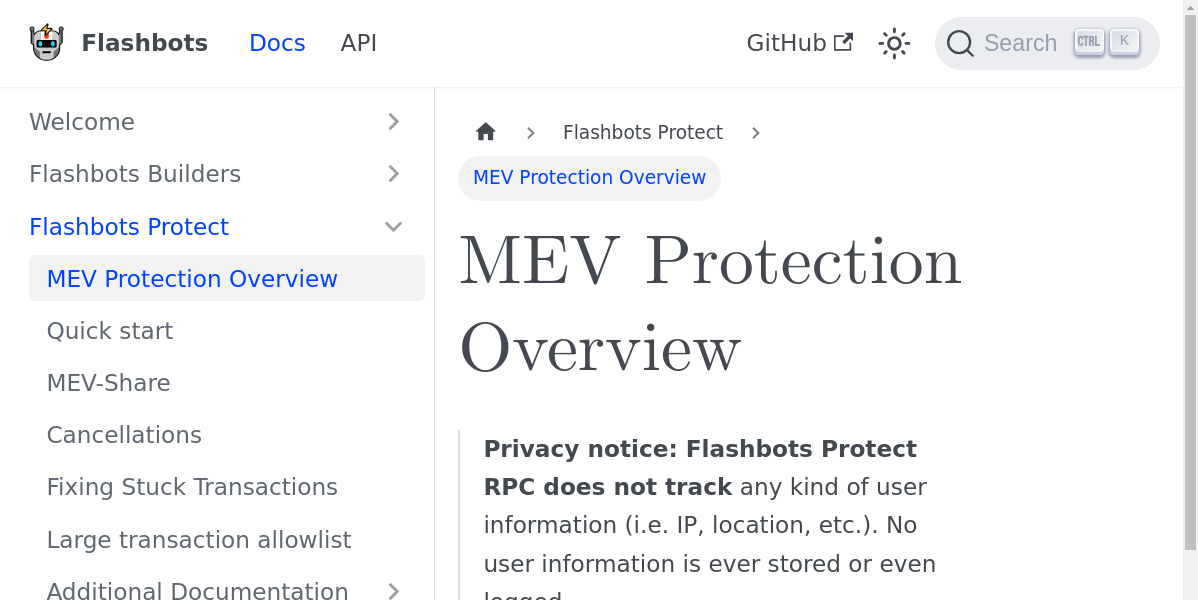 Flashbots
Docs
API
GitHub
Search
CTRL
K
Welcome
Flashbots Builders
Flashbots Protect
MEV Protection Overview
Quick start
MEV-Share
Cancellations
Fixing Stuck Transactions
Large transaction allowlist
Additional Documentation
Flashbots Protect
MEV Protection Overview
MEV Protection
Overview
Privacy notice: Flashbots Protect
RPC does not track any kind of user
information (i.e. IP, location, etc.). No
user information is ever stored or even
logged.